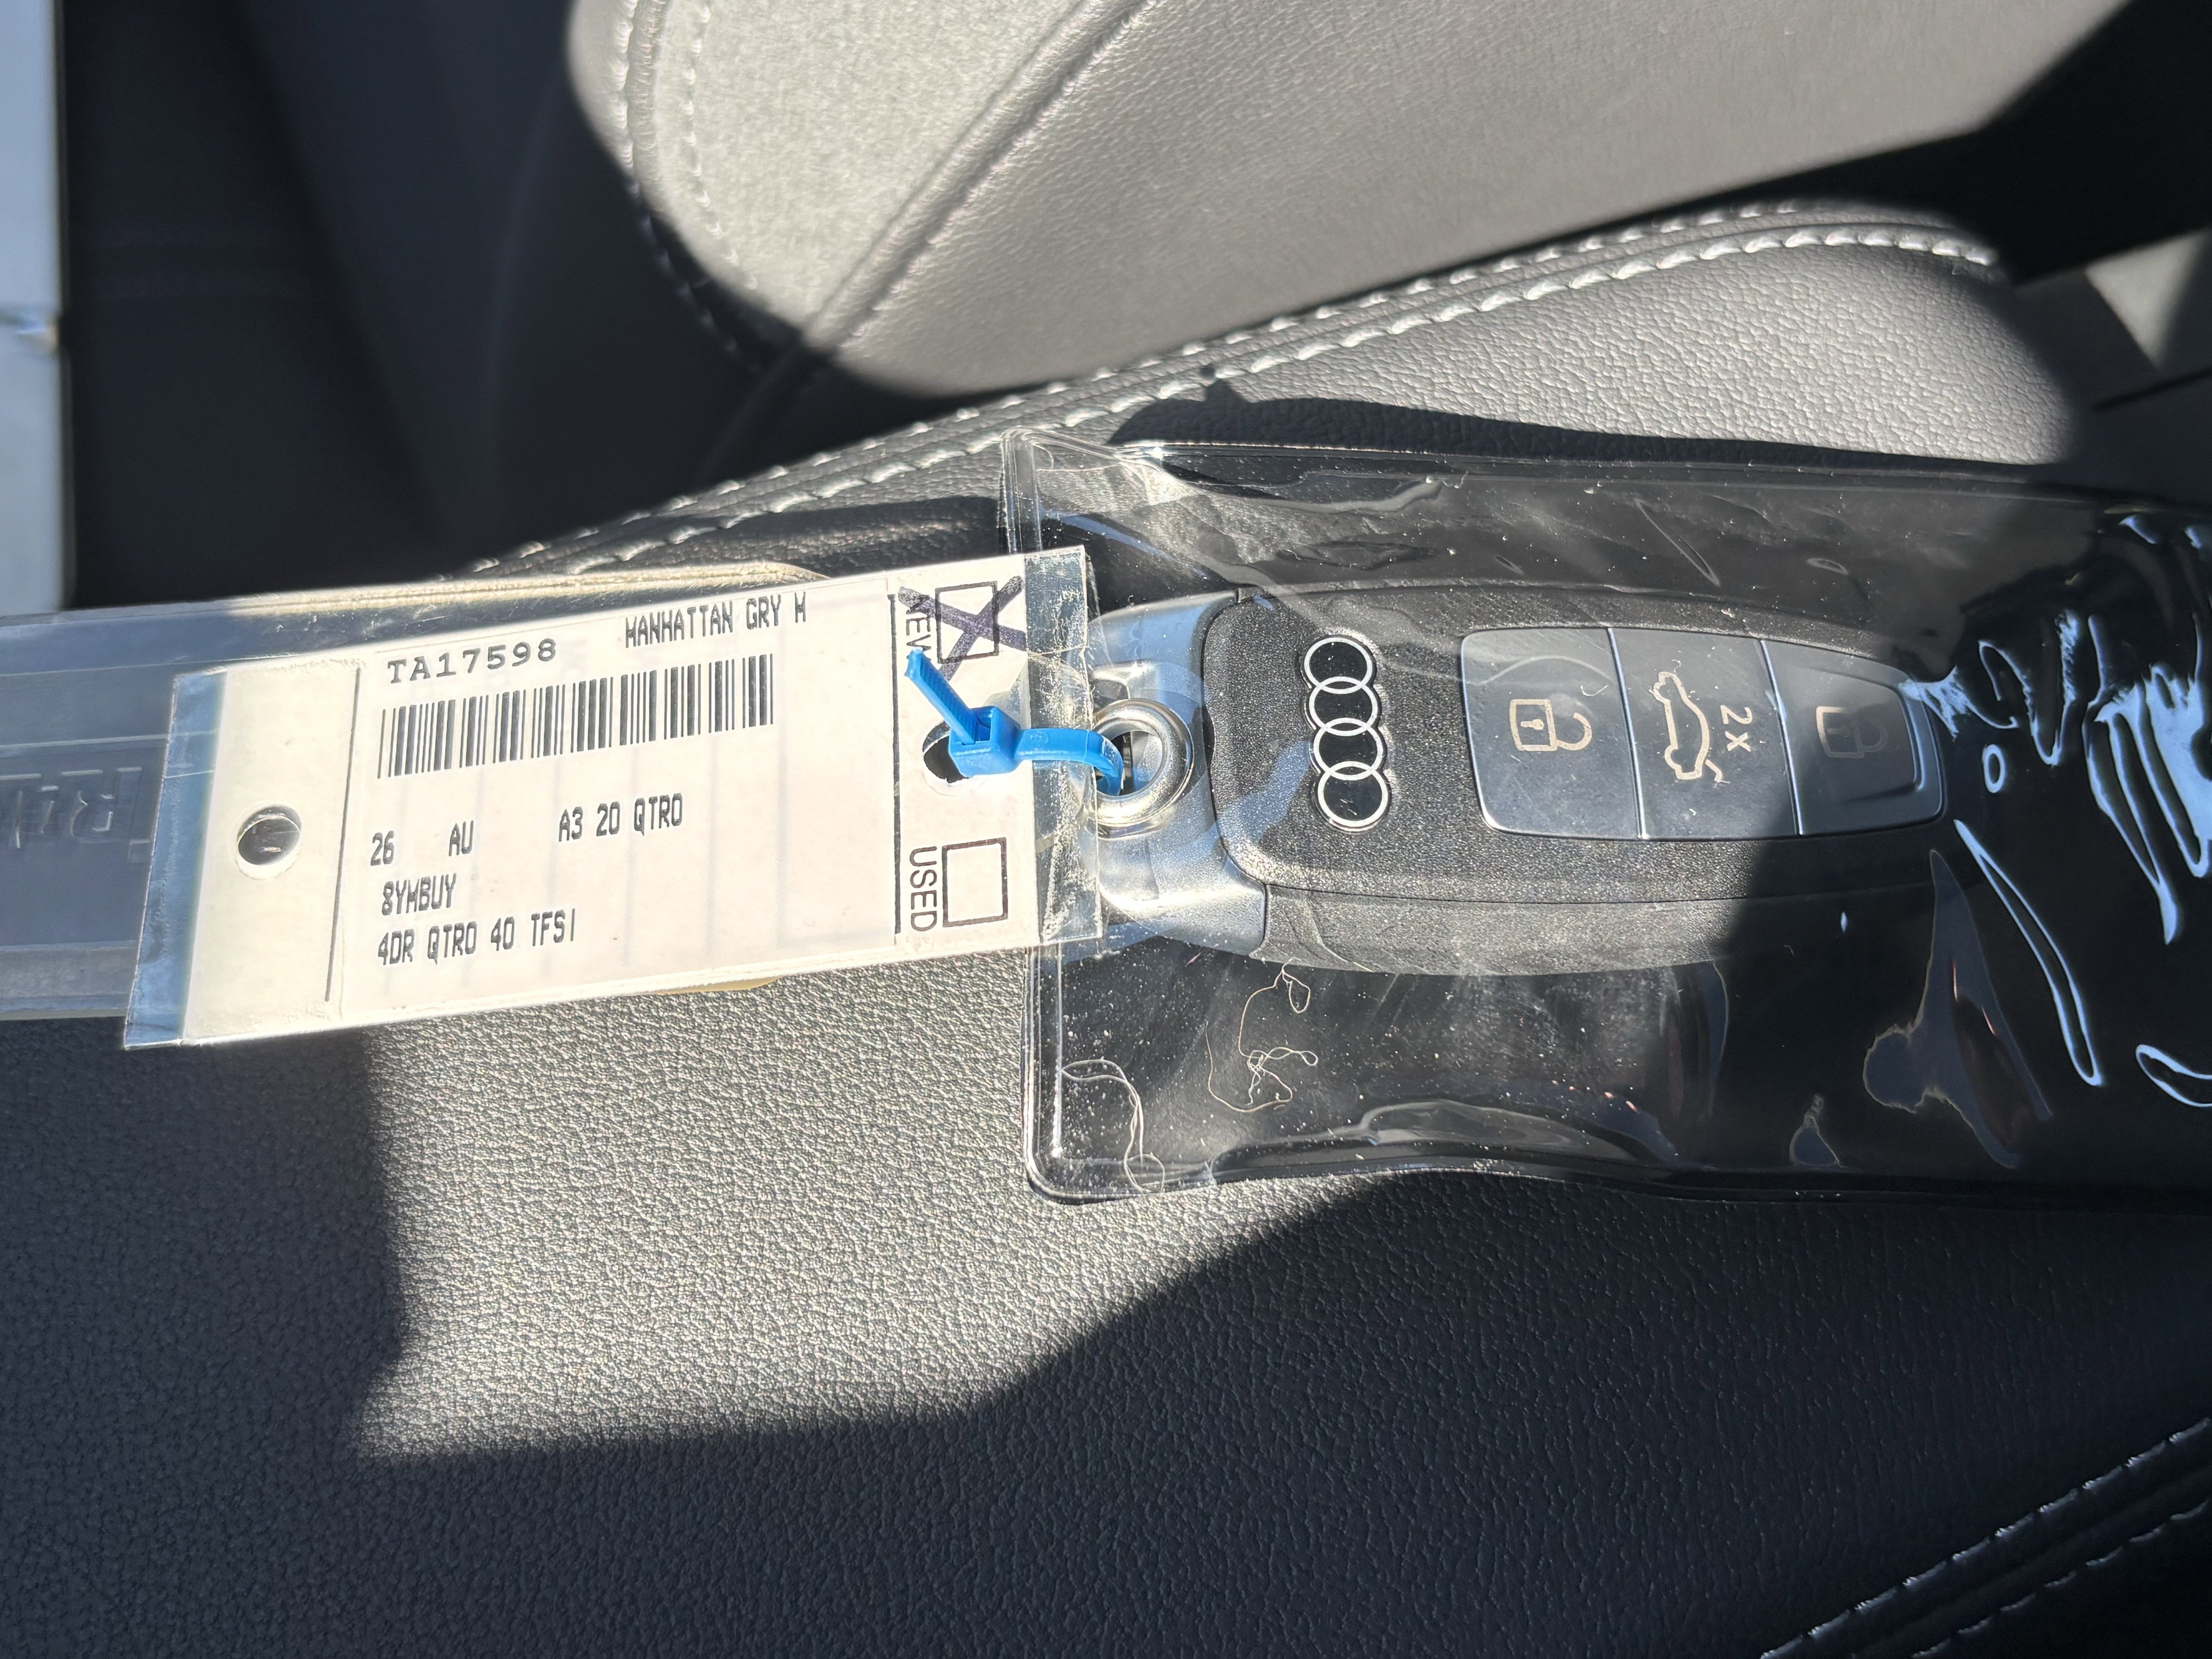 TA17598
MANHATTAN GRY M
26 AU A3 20 QTRO
8YMBUY
4DR QTRO 40 TFSI
NEW
USED
2x